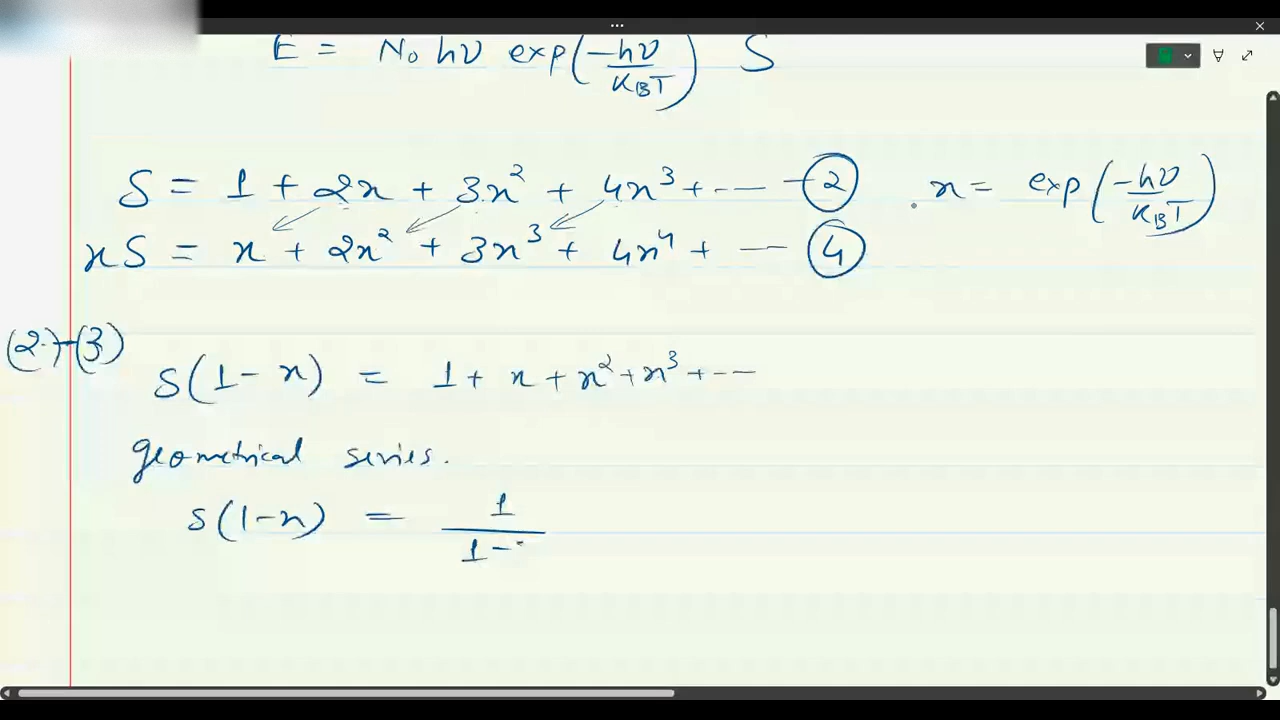 E = N₀ hν exp(-hν/K_BT) S
S = 1 + 2x + 3x² + 4x³ + ---- - ② . x = exp(-hν/K_BT)
xS = x + 2x² + 3x³ + 4x⁴ + --- ④
(2)-(3)
S(1-x) = 1 + x + x² + x³ + ---
geometrical series.
S(1-x) = 1/1-